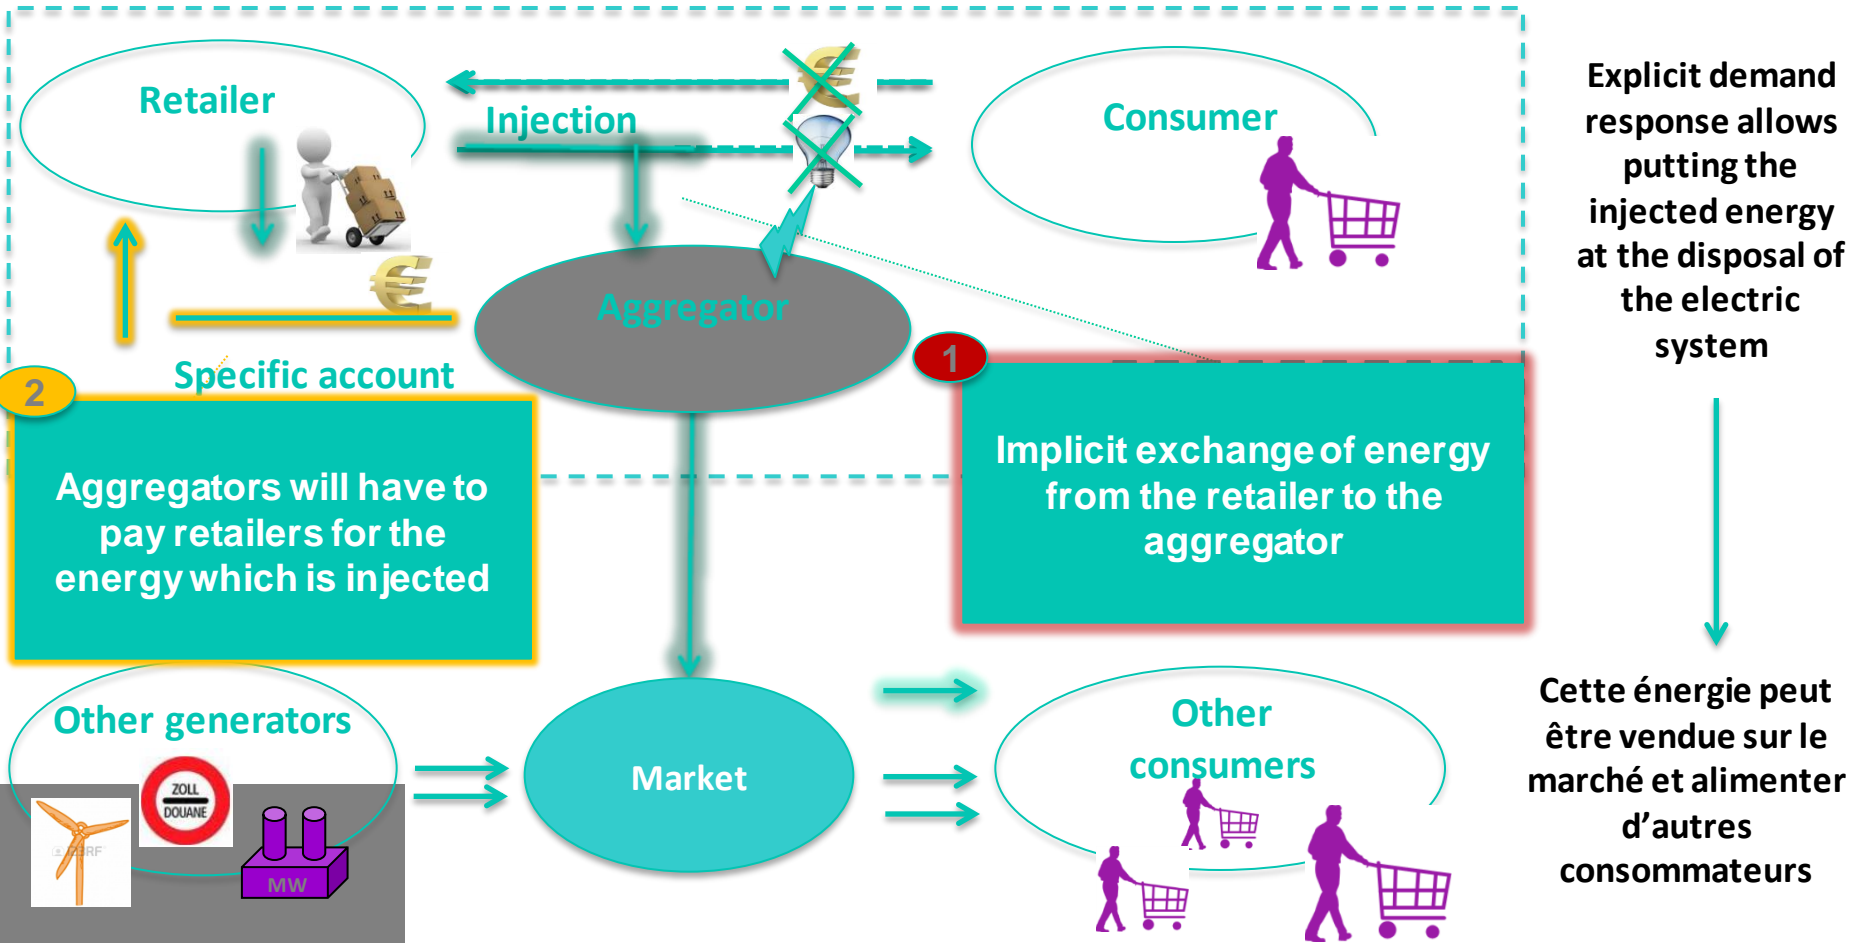 Retailer
Injection
Consumer
Explicit demand
response allows
putting the
injected energy
at the disposal of
the electric
system
Aggregator
1
Specific account
2
Aggregators will have to
pay retailers for the
energy which is injected
Implicit exchange of energy
from the retailer to the
aggregator
Other generators
ZOLL
DOUANE
MW
Market
Other
consumers
Cette énergie peut
être vendue sur le
marché et alimenter
d’autres
consommateurs